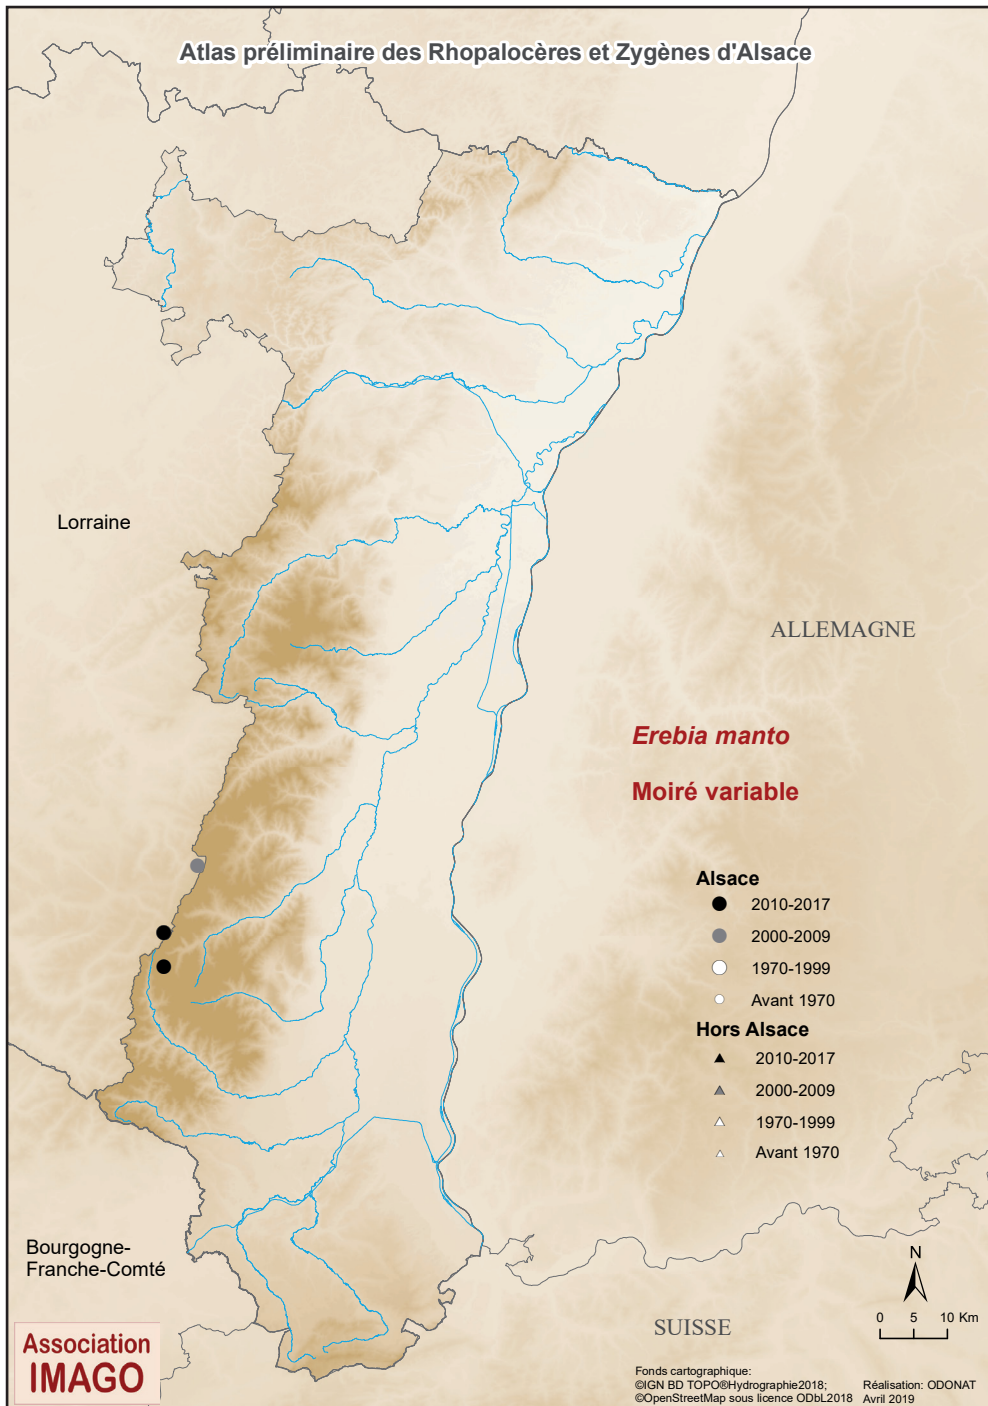 Atlas préliminaire des Rhopalocères et Zygènes d'Alsace
Lorraine
ALLEMAGNE
Erebia manto
Moiré variable
Alsace
2010-2017
2000-2009
1970-1999
Avant 1970
Hors Alsace
2010-2017
2000-2009
1970-1999
Avant 1970
Bourgogne-
Franche-Comté
N
0 5 10 Km
SUISSE
Association
IMAGO
Fonds cartographique:
©IGN BD TOPO®Hydrographie2018;
©OpenStreetMap sous licence ODbL2018
Réalisation: ODONAT
Avril 2019